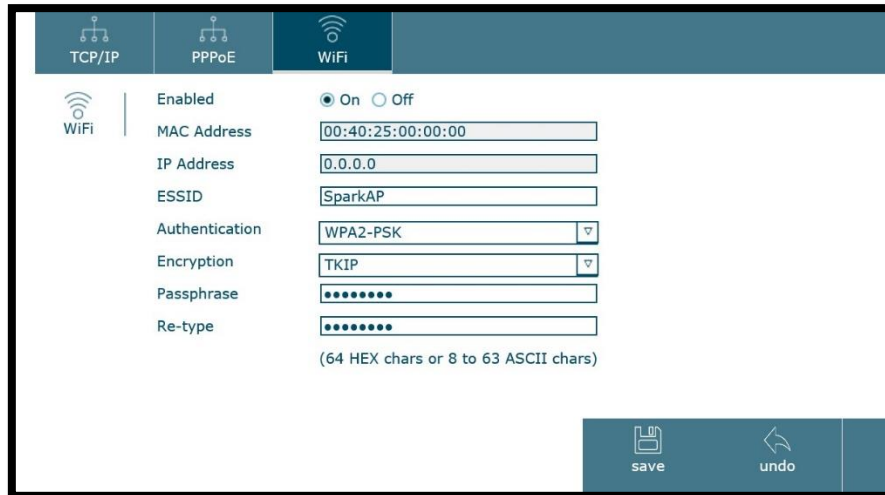 TCP/IP PPPoE WiFi
WiFi
Enabled On Off
MAC Address 00:40:25:00:00:00
IP Address 0.0.0.0
ESSID SparkAP
Authentication WPA2-PSK
Encryption TKIP
Passphrase ••••••••
Re-type ••••••••
(64 HEX chars or 8 to 63 ASCII chars)
save undo